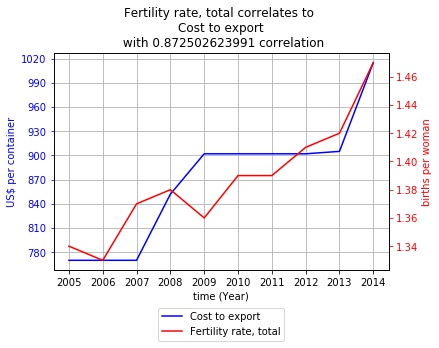 Fertility rate, total correlates to
Cost to export
with 0.872502623991 correlation
1020
990
960
930
900
870
840
810
780
US$ per container
1.46
1.44
1.42
1.40
1.38
1.36
1.34
births per woman
2005 2006 2007 2008 2009 2010 2011 2012 2013 2014
time (Year)
Cost to export
Fertility rate, total